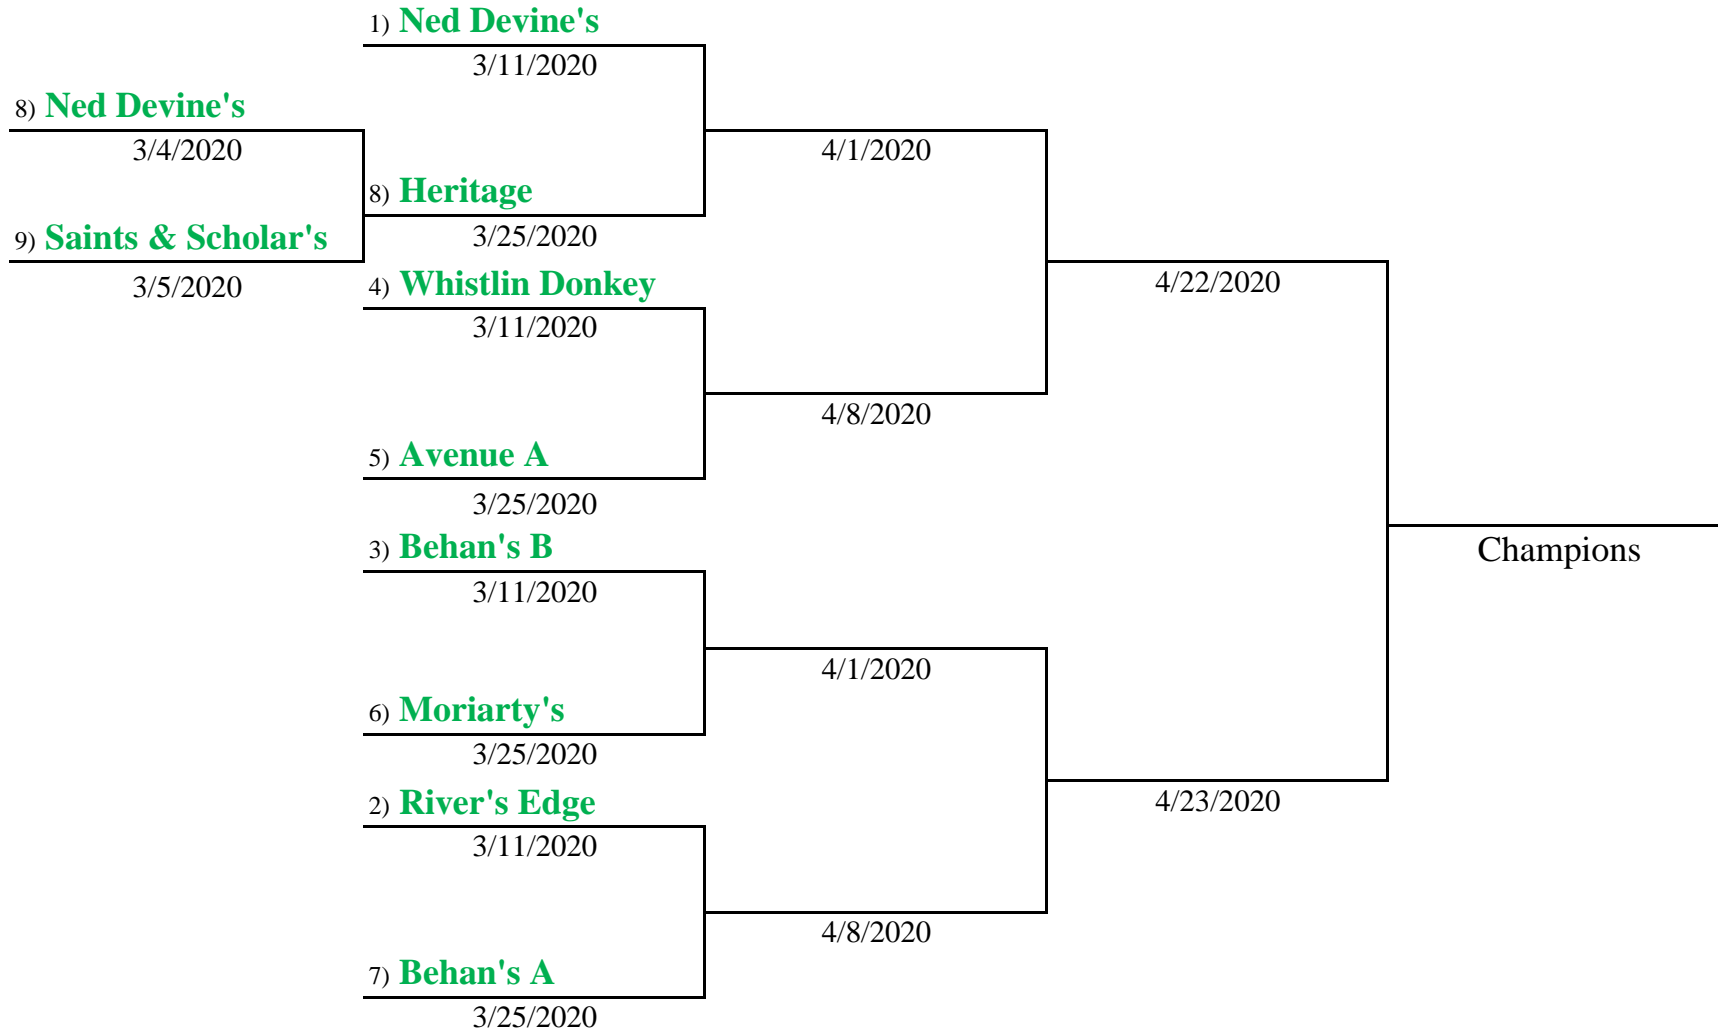 1) Ned Devine's
3/11/2020
8) Ned Devine's
3/4/2020
4/1/2020
8) Heritage
3/25/2020
9) Saints & Scholar's
3/5/2020
4) Whistlin Donkey
3/11/2020
4/22/2020
4/8/2020
5) Avenue A
3/25/2020
3) Behan's B
3/11/2020
Champions
4/1/2020
6) Moriarty's
3/25/2020
2) River's Edge
3/11/2020
4/23/2020
4/8/2020
7) Behan's A
3/25/2020